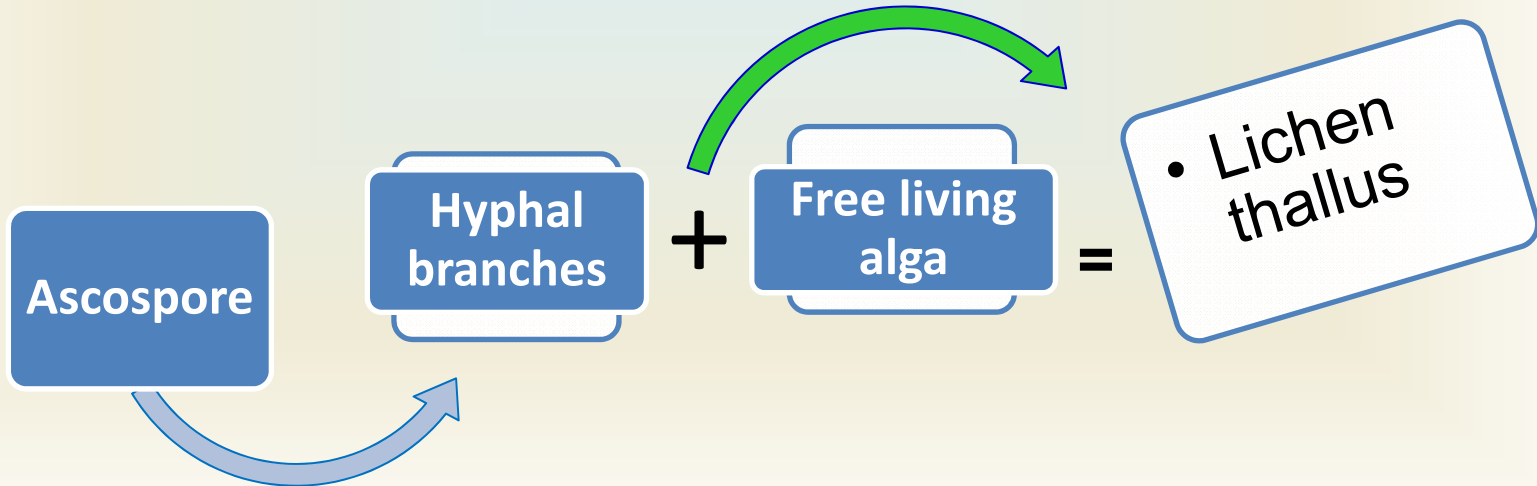 Ascospore
Hyphal
branches
+
Free living
alga
=
• Lichen
thallus